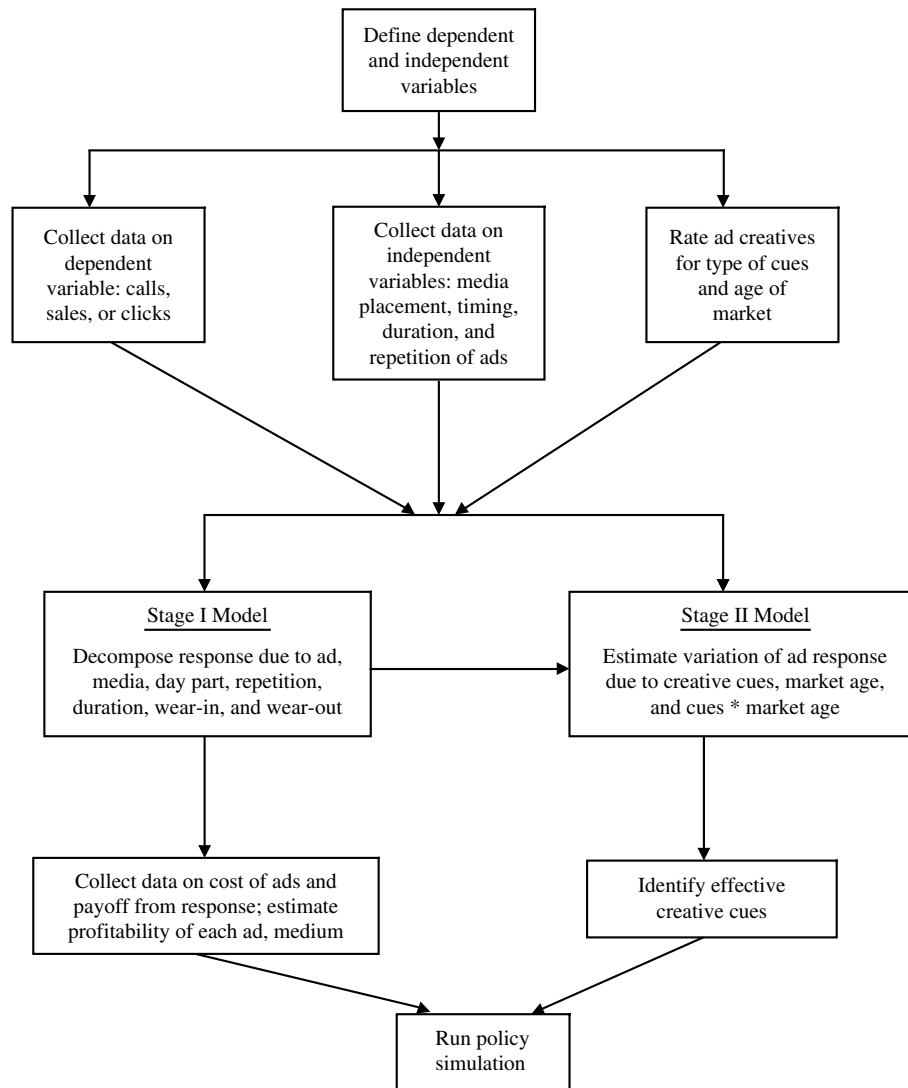 Define dependent
and independent
variables
Collect data on
dependent
variable: calls,
sales, or clicks
Collect data on
independent
variables: media
placement, timing,
duration, and
repetition of ads
Rate ad creatives
for type of cues
and age of
market
Stage I Model
Decompose response due to ad,
media, day part, repetition,
duration, wear-in, and wear-out
Stage II Model
Estimate variation of ad response
due to creative cues, market age,
and cues * market age
Collect data on cost of ads and
payoff from response; estimate
profitability of each ad, medium
Identify effective
creative cues
Run policy
simulation